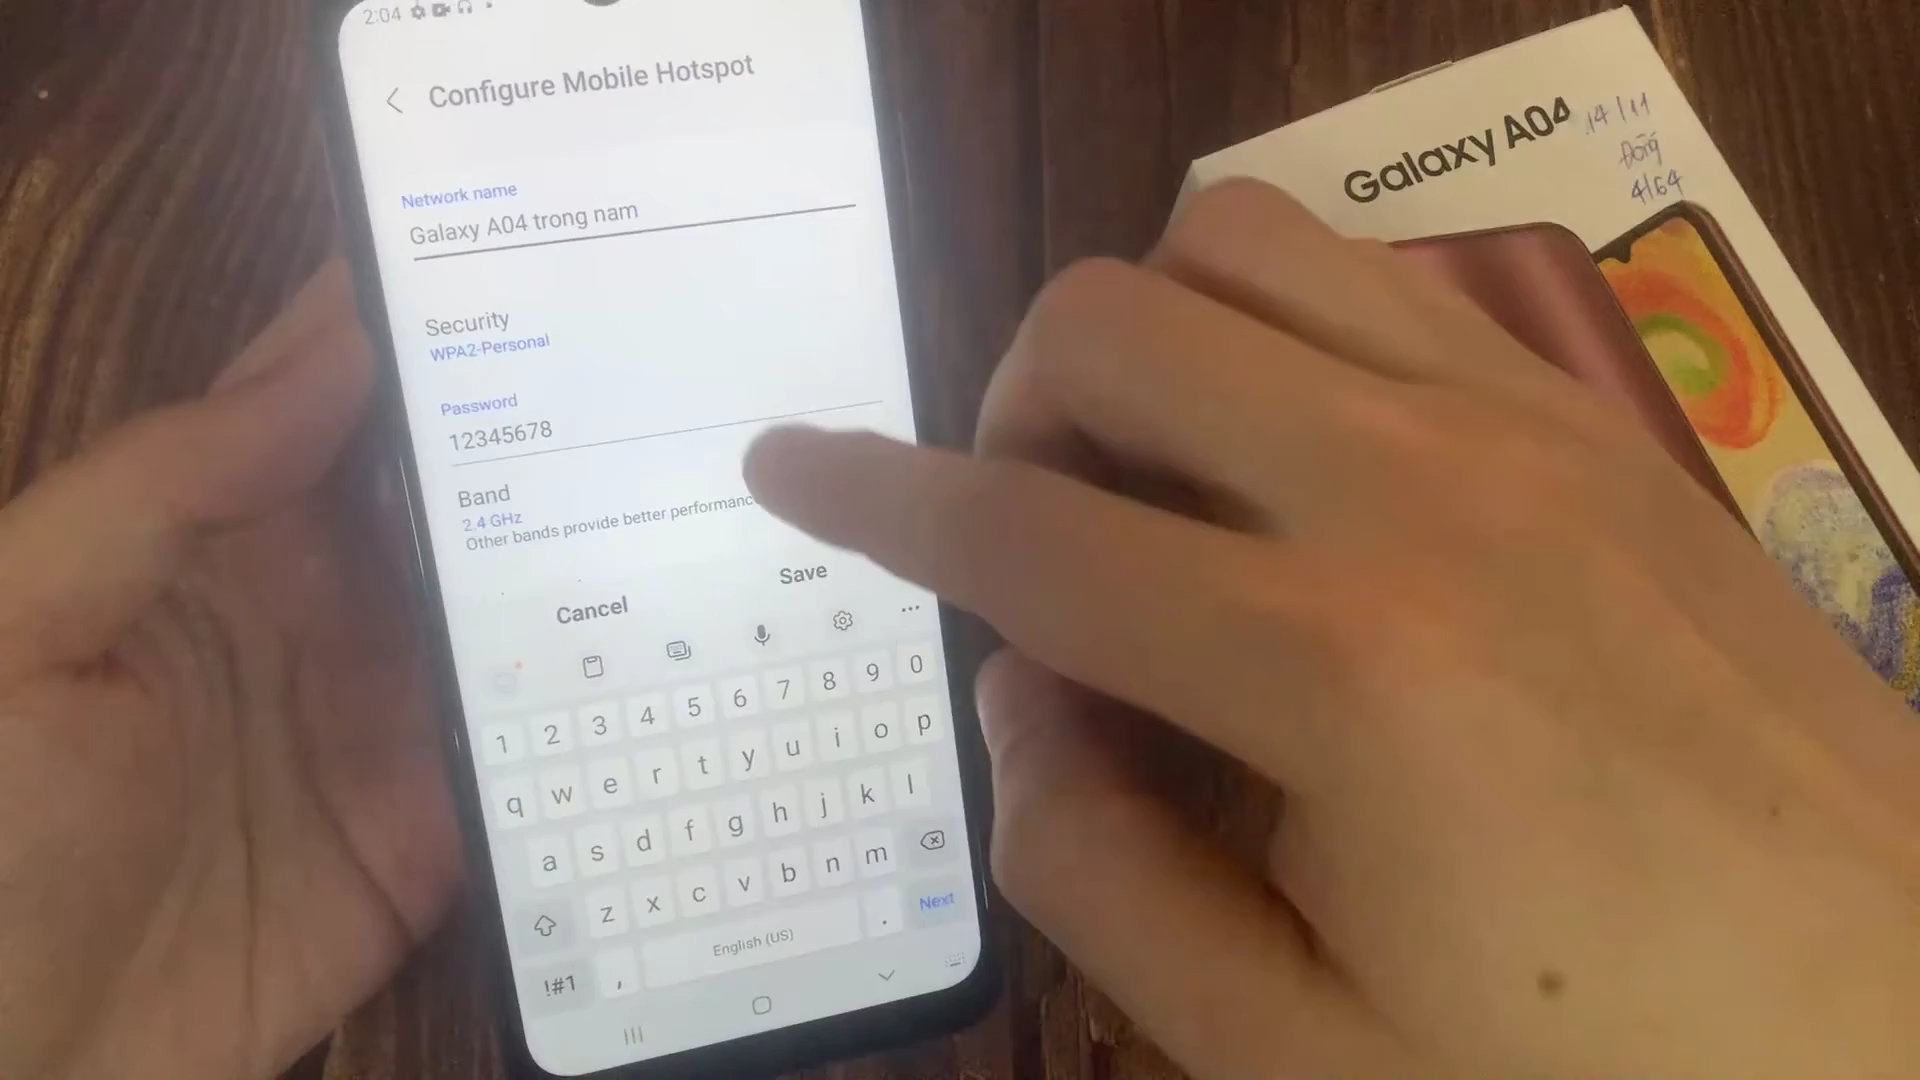 2:04
Configure Mobile Hotspot
Network name
Galaxy A04 trong nam
Security
WPA2-Personal
Password
12345678
Band
2.4 GHz
Other bands provide better performanc
Cancel
Save
1 2 3 4 5 6 7 8 9 0
q w e r t y u i o p
a s d f g h j k l
z x c v b n m
Next
!#1 , English (US) .
Galaxy A04
14/11
Đồng
4/64